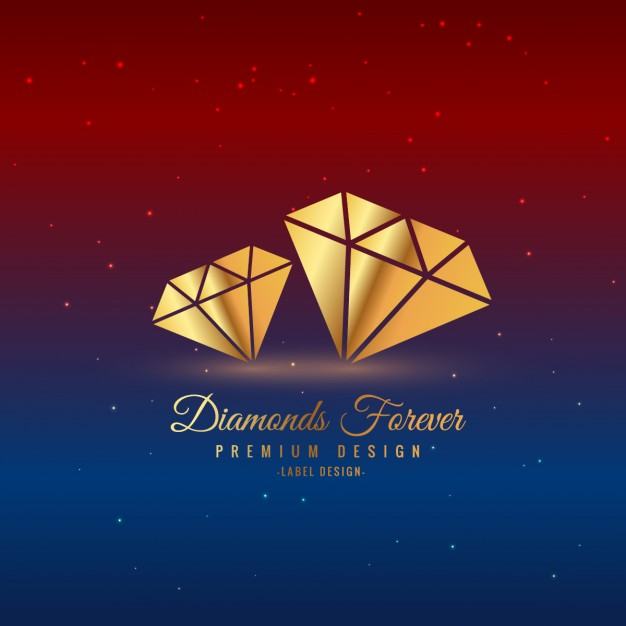 Diamonds Forever
PREMIUM DESIGN
-LABEL DESIGN-